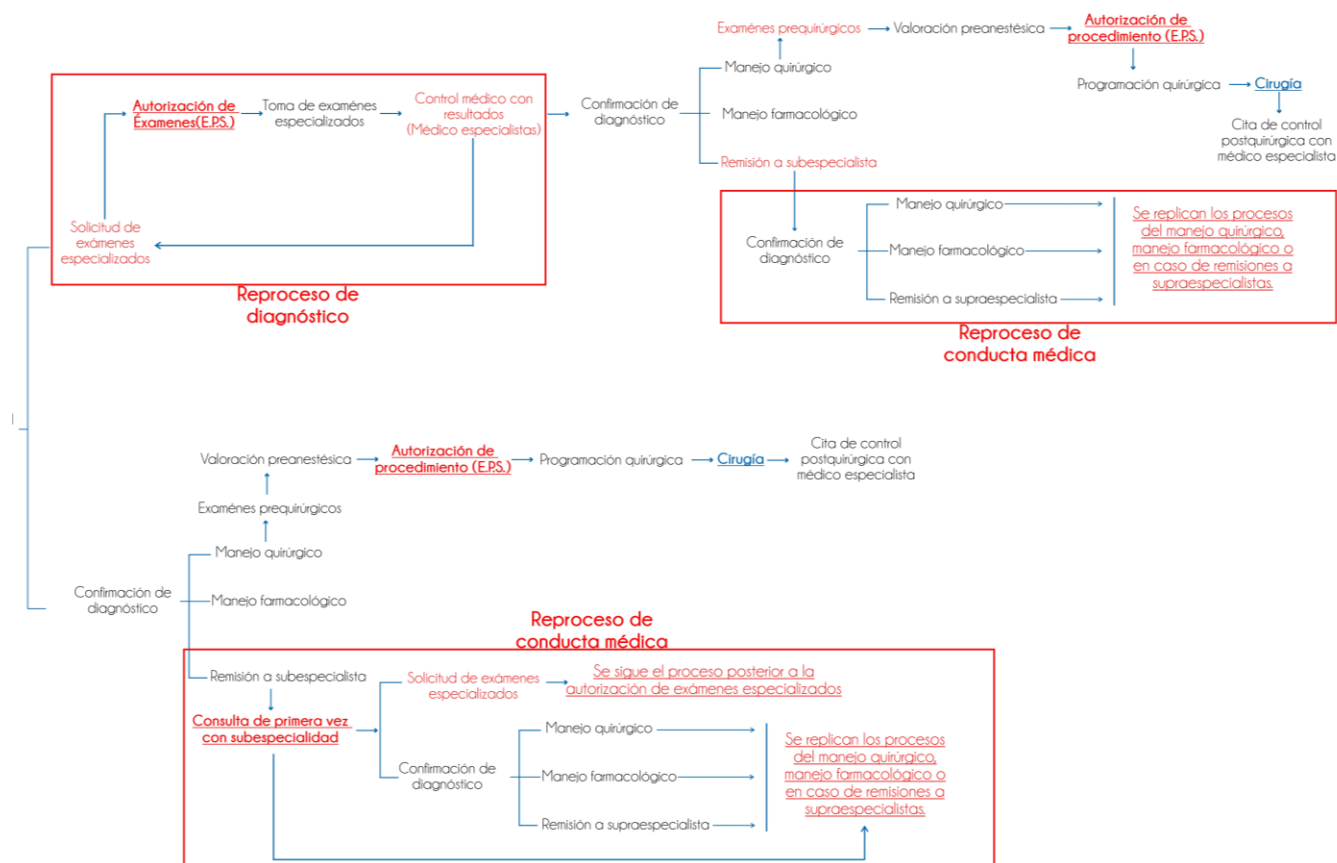 Examénes prequirúrgicos
Valoración preanestésica
Autorización de
procedimiento (E.P.S.)
Manejo quirúrgico
Programación quirúrgica
Cirugía
Autorización de
Éxamenes(E.P.S.)
Toma de examénes
especializados
Control médico con
resultados
(Médico especialistas)
Confirmación de
diagnóstico
Manejo farmacológico
Cita de control
postquirúrgica con
médico especialista
Remisión a subespecialista
Solicitud de
exámenes
especializados
Manejo quirúrgico
Confirmación de
diagnóstico
Manejo farmacológico
Remisión a supraespecialista
Se replican los procesos
del manejo quirúrgico,
manejo farmacológico o
en caso de remisiones a
supraespecialistas.
Reproceso de
diagnóstico
Reproceso de
conducta médica
Valoración preanestésica
Autorización de
procedimiento (E.P.S.)
Programación quirúrgica
Cirugía
Cita de control
postquirúrgica con
médico especialista
Examénes prequirúrgicos
Manejo quirúrgico
Confirmación de
diagnóstico
Manejo farmacológico
Reproceso de
conducta médica
Remisión a subespecialista
Solicitud de exámenes
especializados
Se sigue el proceso posterior a la
autorización de exámenes especializados
Consulta de primera vez
con subespecialidad
Manejo quirúrgico
Confirmación de
diagnóstico
Manejo farmacológico
Remisión a supraespecialista
Se replican los procesos
del manejo quirúrgico,
manejo farmacológico o
en caso de remisiones a
supraespecialistas.